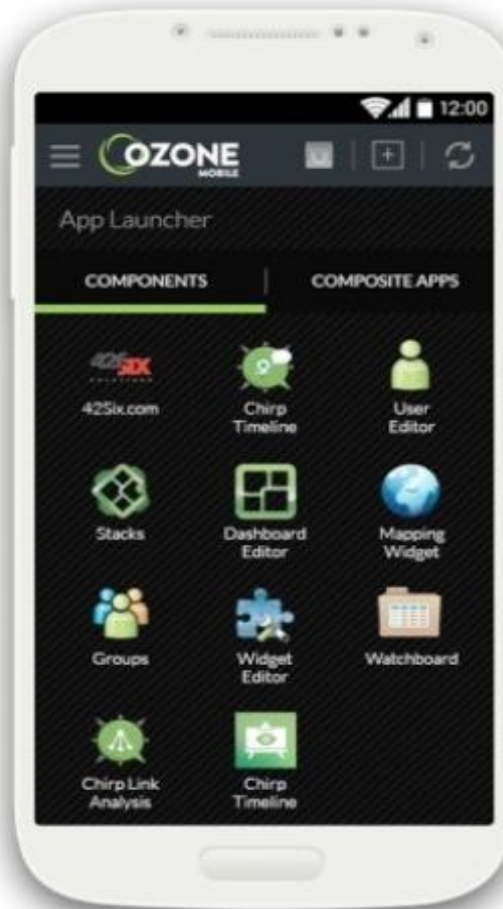 12:00
OZONE
MOBILE
App Launcher
COMPONENTS
COMPOSITE APPS
42SIX
SOLUTIONS
42Six.com
Chirp
Timeline
User
Editor
Stacks
Dashboard
Editor
Mapping
Widget
Groups
Widget
Editor
Watchboard
Chirp Link
Analysis
Chirp
Timeline